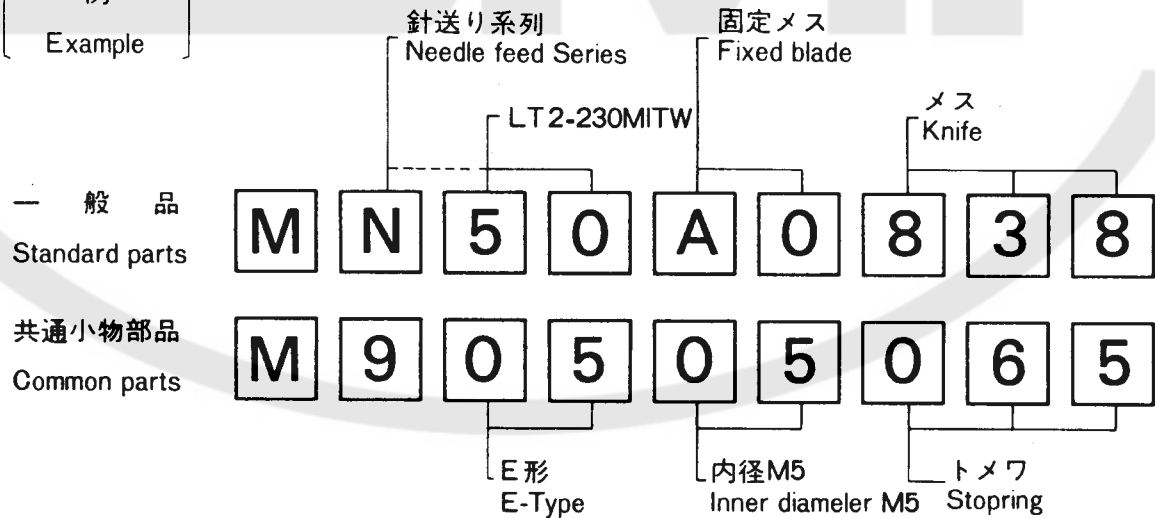 例
Example
針送り系列
Needle feed Series
固定メス
Fixed blade
LT2-230MITW
メス
Knife
一般品
Standard parts
M N 5 0 A 0 8 3 8
共通小物部品
Common parts
M 9 0 5 0 5 0 6 5
E形
E-Type
内径M5
Inner diameler M5
トメワ
Stopring